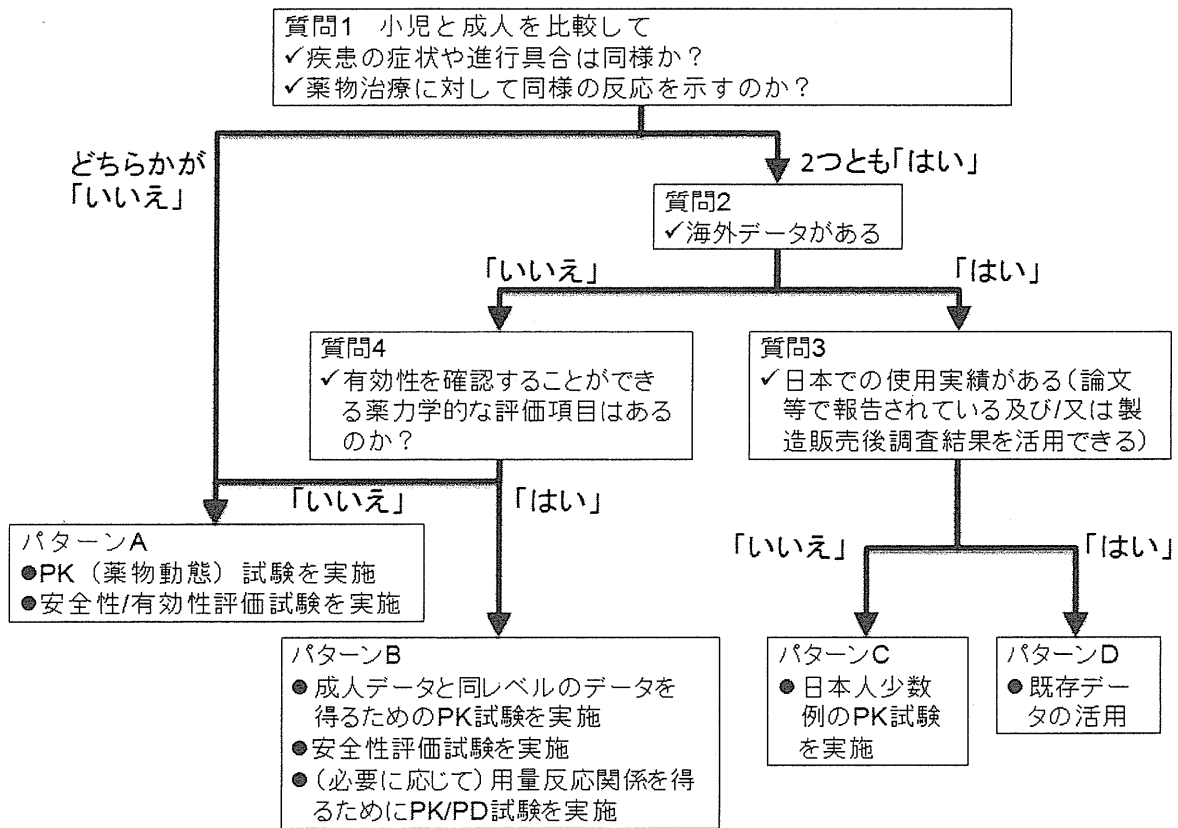 質問1 小児と成人を比較して
✓疾患の症状や進行具合は同様か？
✓薬物治療に対して同様の反応を示すのか？
どちらかが
「いいえ」
2つとも「はい」
質問2
✓海外データがある
「いいえ」
「はい」
質問4
✓有効性を確認することができ
る薬力学的な評価項目はある
のか？
質問3
✓日本での使用実績がある（論文
等で報告されている及び/又は製
造販売後調査結果を活用できる）
「いいえ」
「はい」
「いいえ」
「はい」
パターンA
●PK（薬物動態）試験を実施
●安全性/有効性評価試験を実施
パターンB
●成人データと同レベルのデータを
得るためのPK試験を実施
●安全性評価試験を実施
●（必要に応じて）用量反応関係を得
るためにPK/PD試験を実施
パターンC
●日本人少数
例のPK試験
を実施
パターンD
●既存デー
タの活用